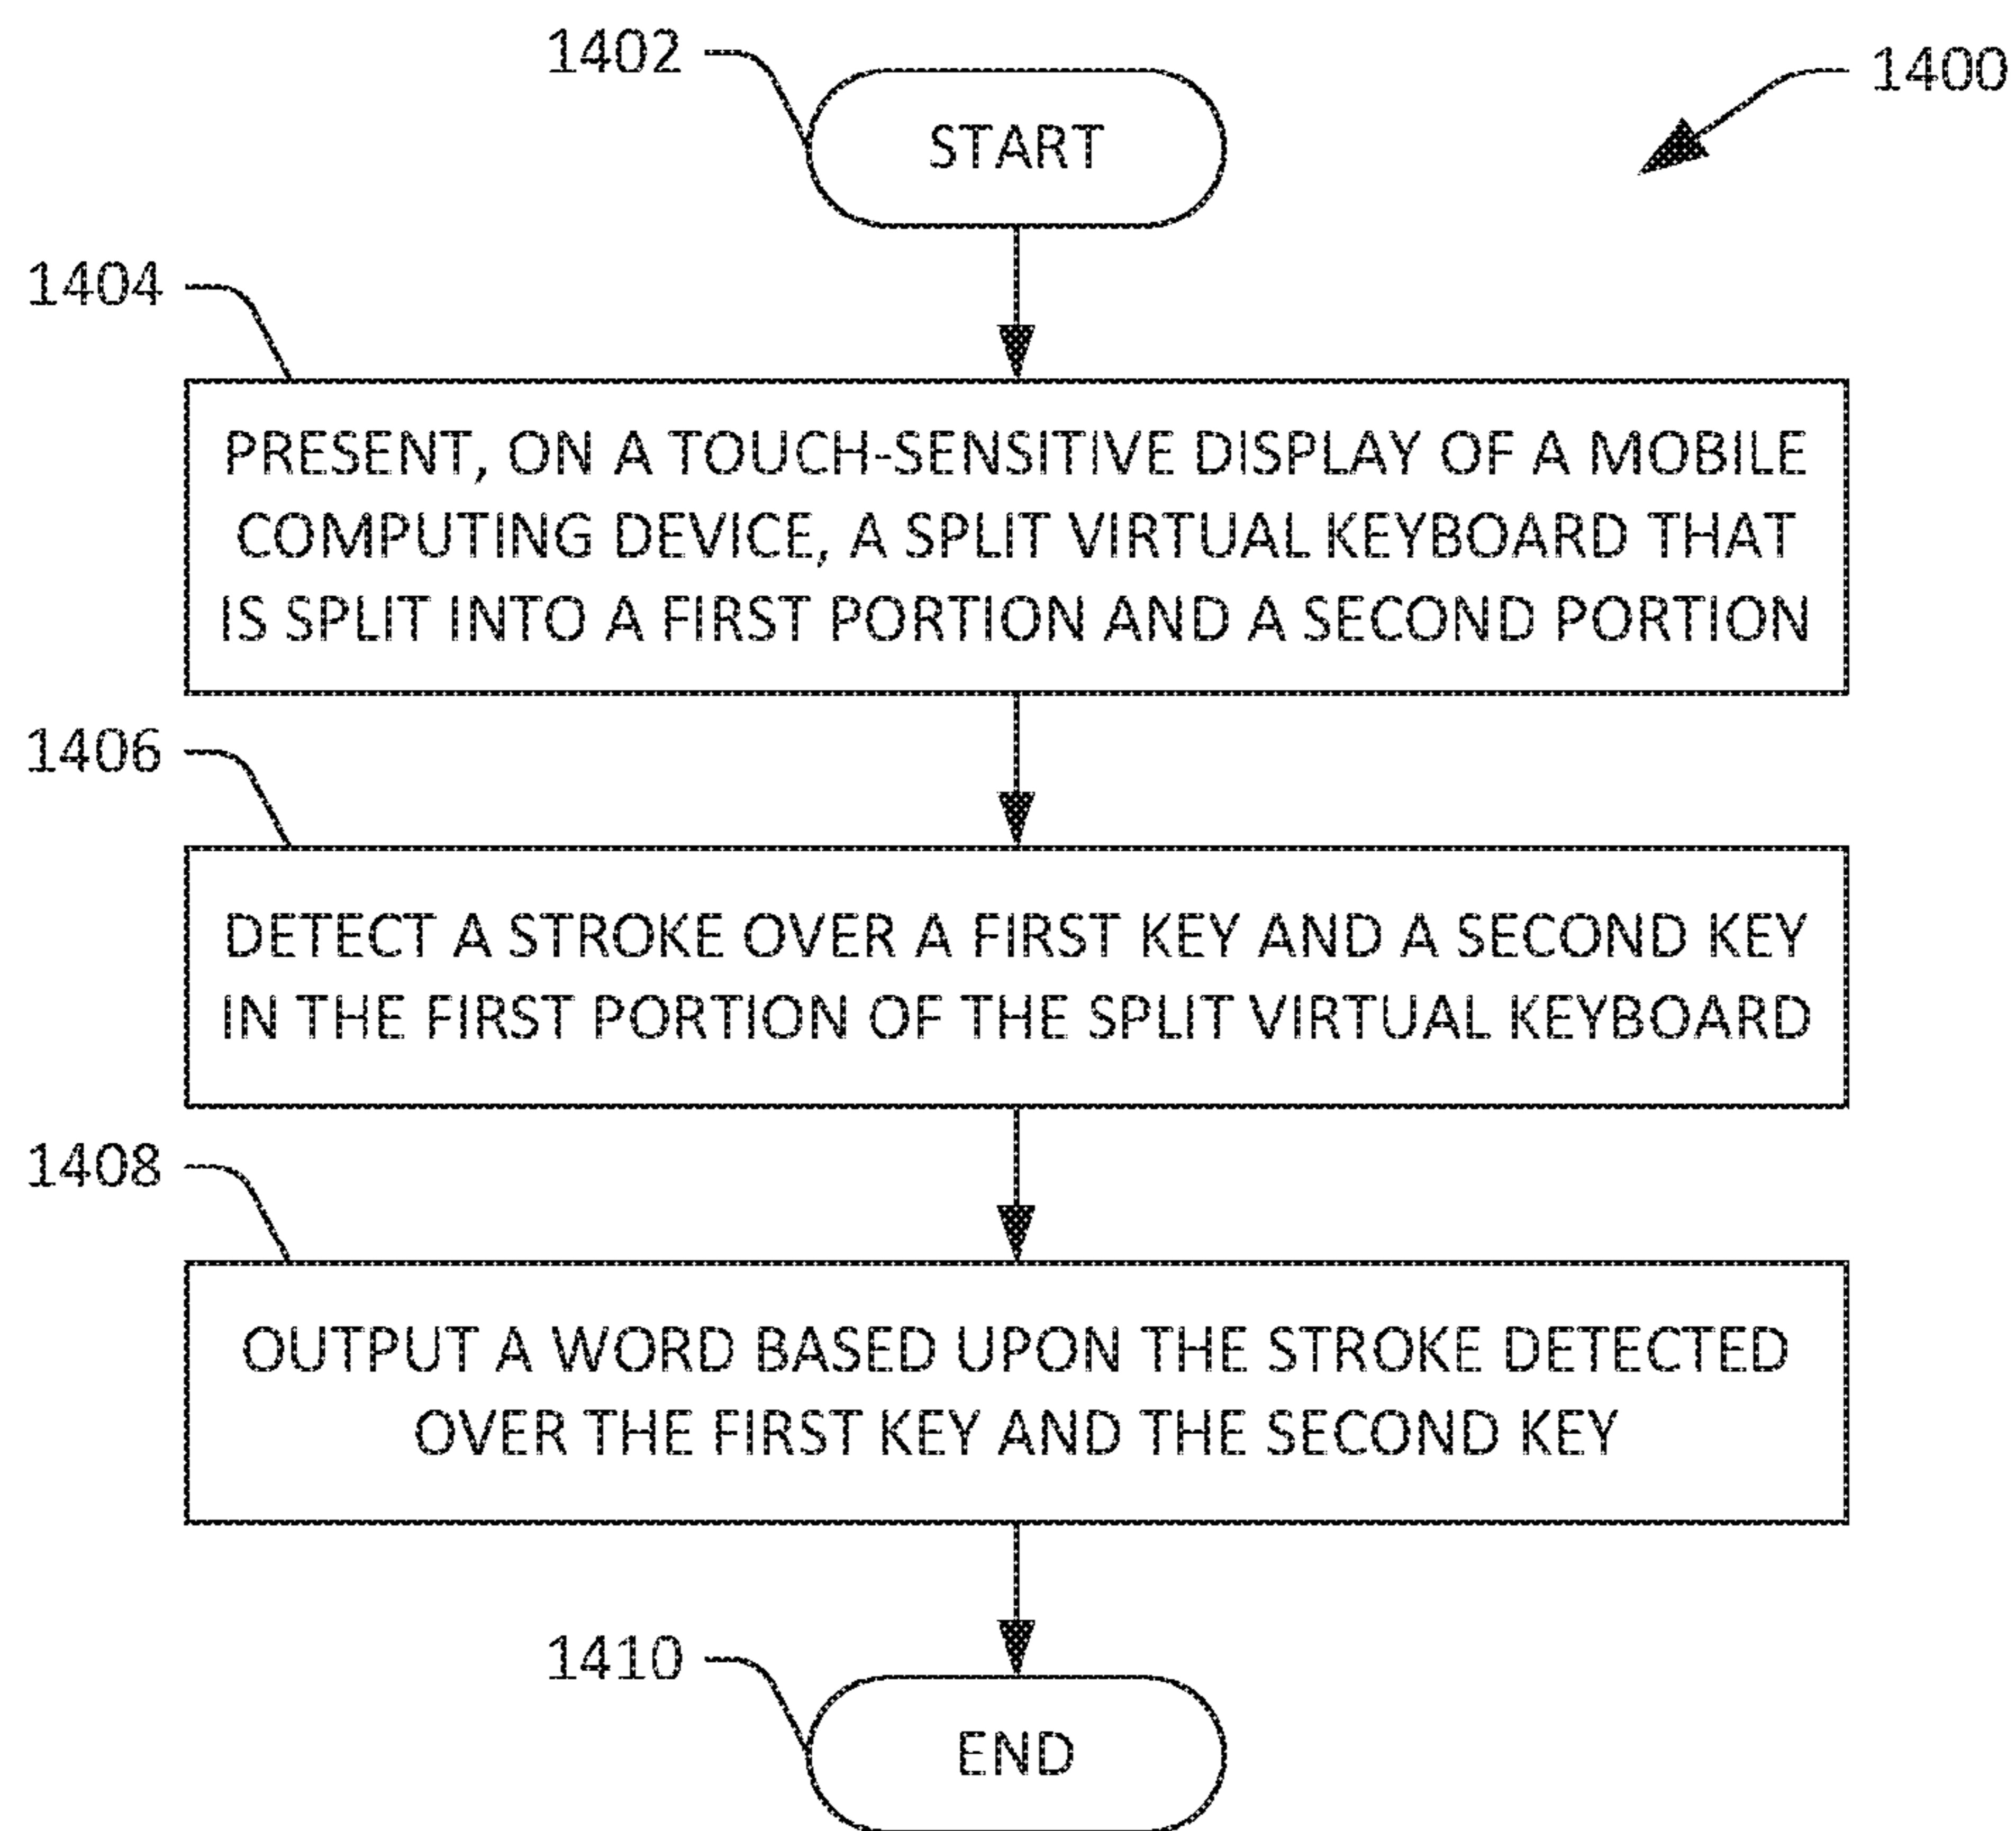 1402
1400
START
1404
PRESENT, ON A TOUCH-SENSITIVE DISPLAY OF A MOBILE
COMPUTING DEVICE, A SPLIT VIRTUAL KEYBOARD THAT
IS SPLIT INTO A FIRST PORTION AND A SECOND PORTION
1406
DETECT A STROKE OVER A FIRST KEY AND A SECOND KEY
IN THE FIRST PORTION OF THE SPLIT VIRTUAL KEYBOARD
1408
OUTPUT A WORD BASED UPON THE STROKE DETECTED
OVER THE FIRST KEY AND THE SECOND KEY
1410
END